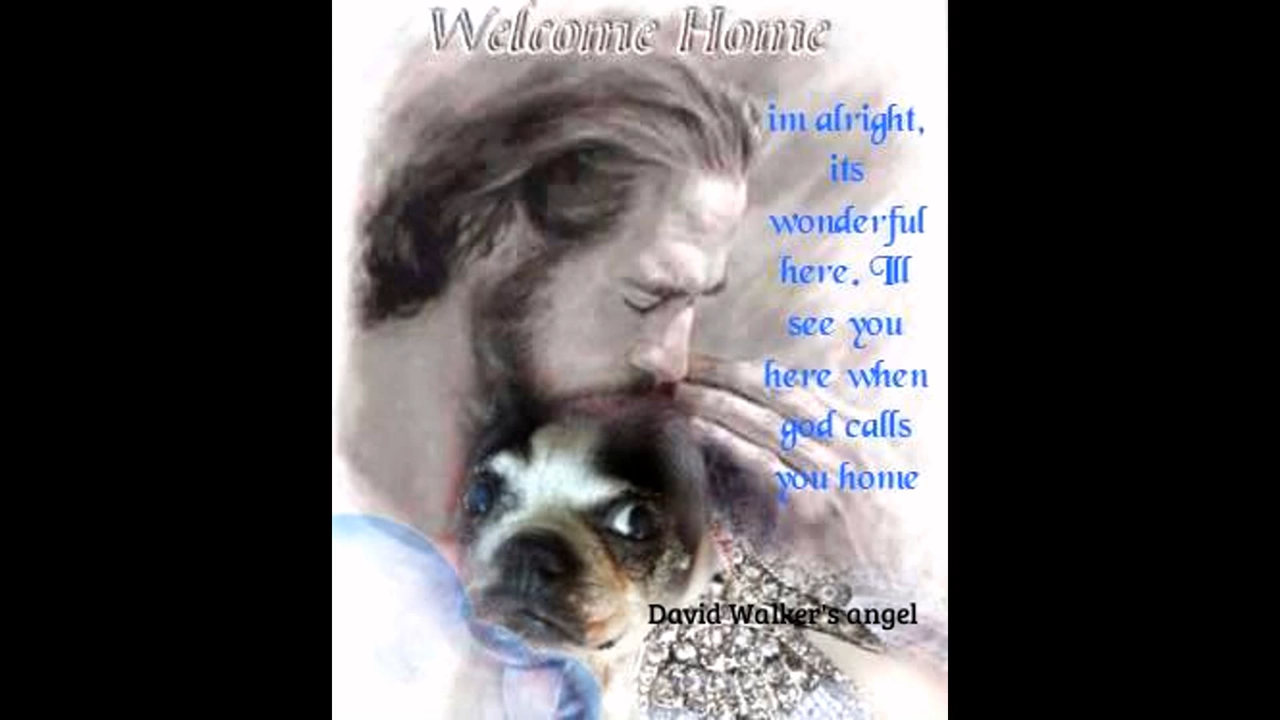 Welcome Home
im alright,
its
wonderful
here. Ill
see you
here when
god calls
you home
David Walker's angel